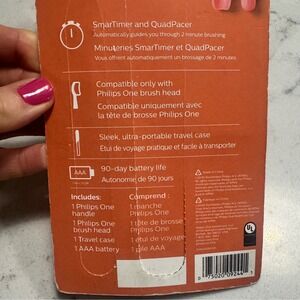 SmarTimer and QuadPacer
Automatically guides you through 2 minute brushing
Minuteries SmarTimer et QuadPacer
Vous offrent automatiquement un brossage de 2 minutes
Compatible only with
Philips One brush head
Compatible uniquement avec
la tête de brosse Philips One
Sleek, ultra-portable travel case
Étui de voyage pratique et facile à transporter
AAA
90-day battery life
Autonomie de 90 jours
Includes:
1 Philips One
handle
1 Philips One
brush head
1 Travel case
1 AAA battery
Comprend :
1 manche
Philips One
1 tête de brosse
Philips One
1 étui de voyage
1 pile AAA
UL
75020 09244